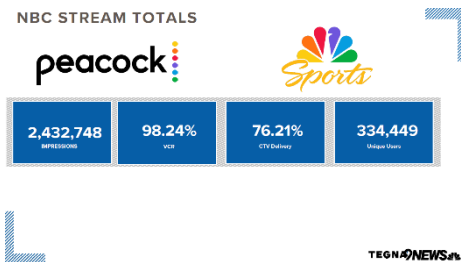 NBC STREAM TOTALS
peacock
Sports
2,432,748
IMPRESSIONS
98.24%
VCR
76.21%
CTV Delivery
334,449
Unique Users
TEGNA 9NEWS